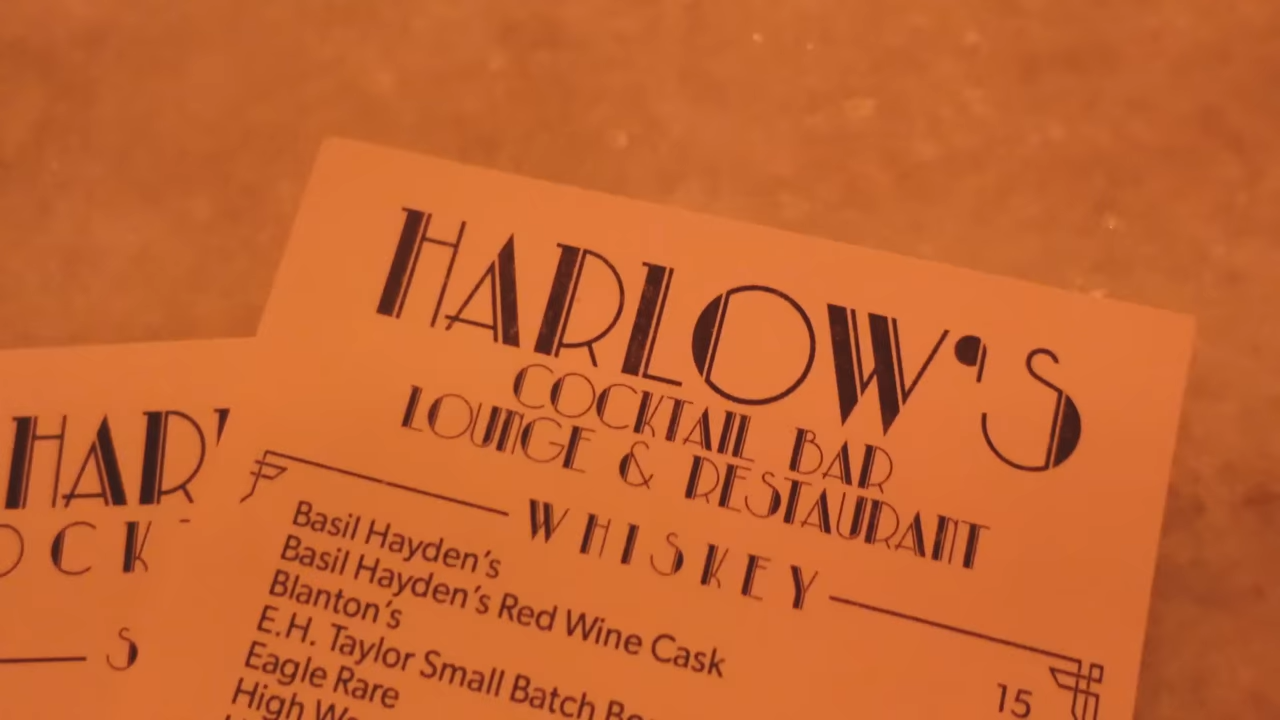 HARLOW'S
COCKTAIL BAR
LOUNGE & RESTAURANT
WHISKEY
Basil Hayden's 15
Basil Hayden's Red Wine Cask
Blanton's
E.H. Taylor Small Batch
Eagle Rare
High
HAR
OCK
S